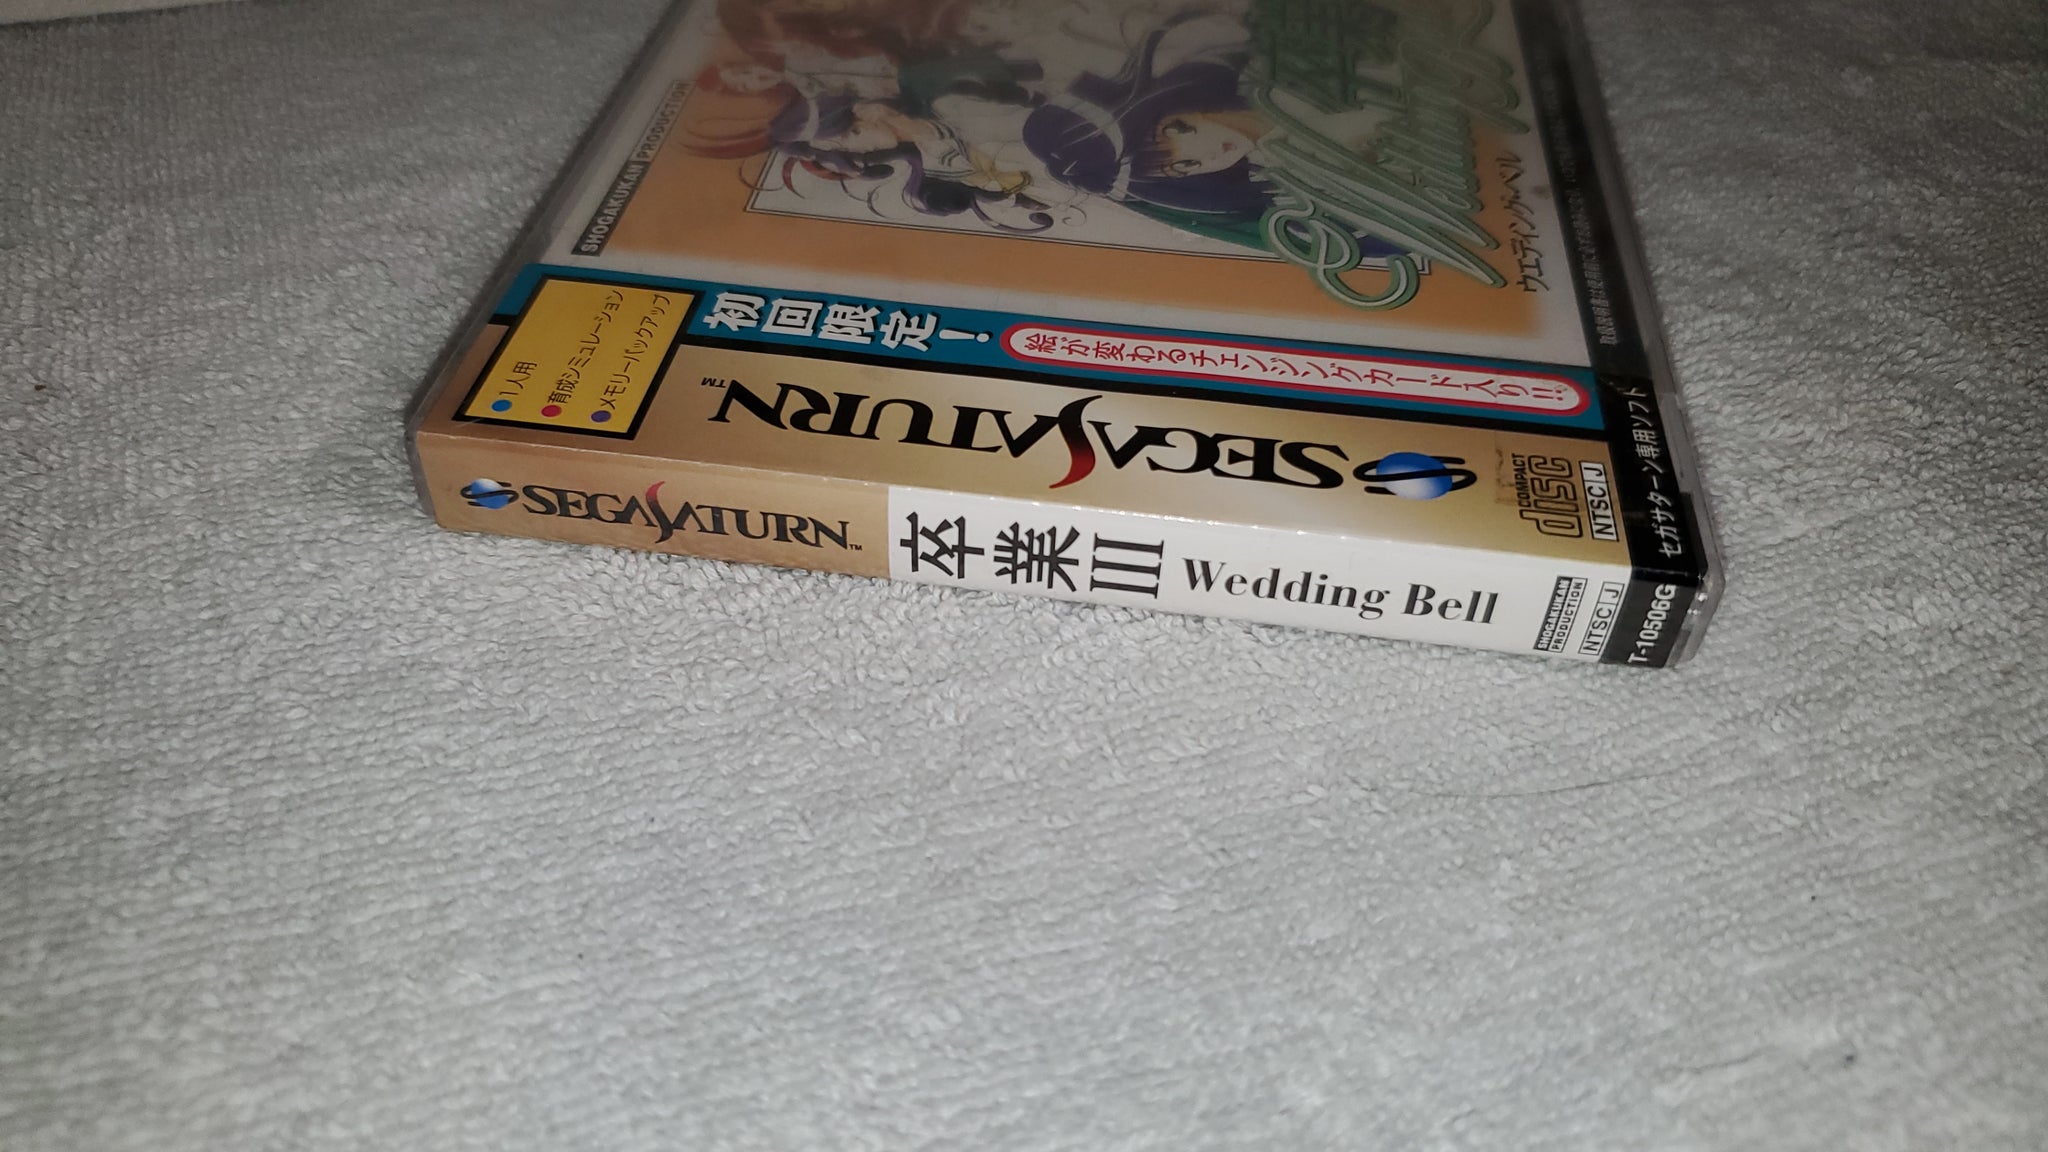 SHOGAKUKAN PRODUCTION
Wedding
ウエディング・ベル
初回限定!
絵が変わるチェンジングカード入り!!
●1人用
●育成シミュレーション
●メモリーバックアップ
SEGA SATURN™
COMPACT
disc
NTSC J
セガサターン専用ソフト
SEGA SATURN™
卒業III Wedding Bell
SHOGAKUKAN
PRODUCTION
NTSC J
T-10506G